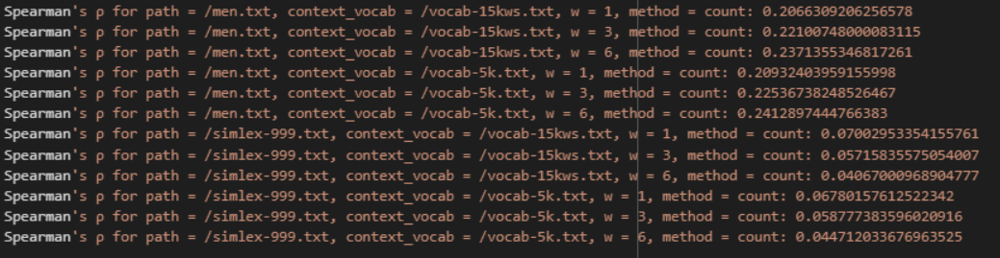 Spearman's ρ for path = /men.txt, context_vocab = /vocab-15kws.txt, w = 1, method = count: 0.2066309206256578
Spearman's ρ for path = /men.txt, context_vocab = /vocab-15kws.txt, w = 3, method = count: 0.22100748000083115
Spearman's ρ for path = /men.txt, context_vocab = /vocab-15kws.txt, w = 6, method = count: 0.2371355346817261
Spearman's ρ for path = /men.txt, context_vocab = /vocab-5k.txt, w = 1, method = count: 0.20932403959155998
Spearman's ρ for path = /men.txt, context_vocab = /vocab-5k.txt, w = 3, method = count: 0.22536738248526467
Spearman's ρ for path = /men.txt, context_vocab = /vocab-5k.txt, w = 6, method = count: 0.2412897444766383
Spearman's ρ for path = /simlex-999.txt, context_vocab = /vocab-15kws.txt, w = 1, method = count: 0.07002953354155761
Spearman's ρ for path = /simlex-999.txt, context_vocab = /vocab-15kws.txt, w = 3, method = count: 0.05715835575054007
Spearman's ρ for path = /simlex-999.txt, context_vocab = /vocab-15kws.txt, w = 6, method = count: 0.04067000968904777
Spearman's ρ for path = /simlex-999.txt, context_vocab = /vocab-5k.txt, w = 1, method = count: 0.06780157612522342
Spearman's ρ for path = /simlex-999.txt, context_vocab = /vocab-5k.txt, w = 3, method = count: 0.058777383596020916
Spearman's ρ for path = /simlex-999.txt, context_vocab = /vocab-5k.txt, w = 6, method = count: 0.044712033676963525